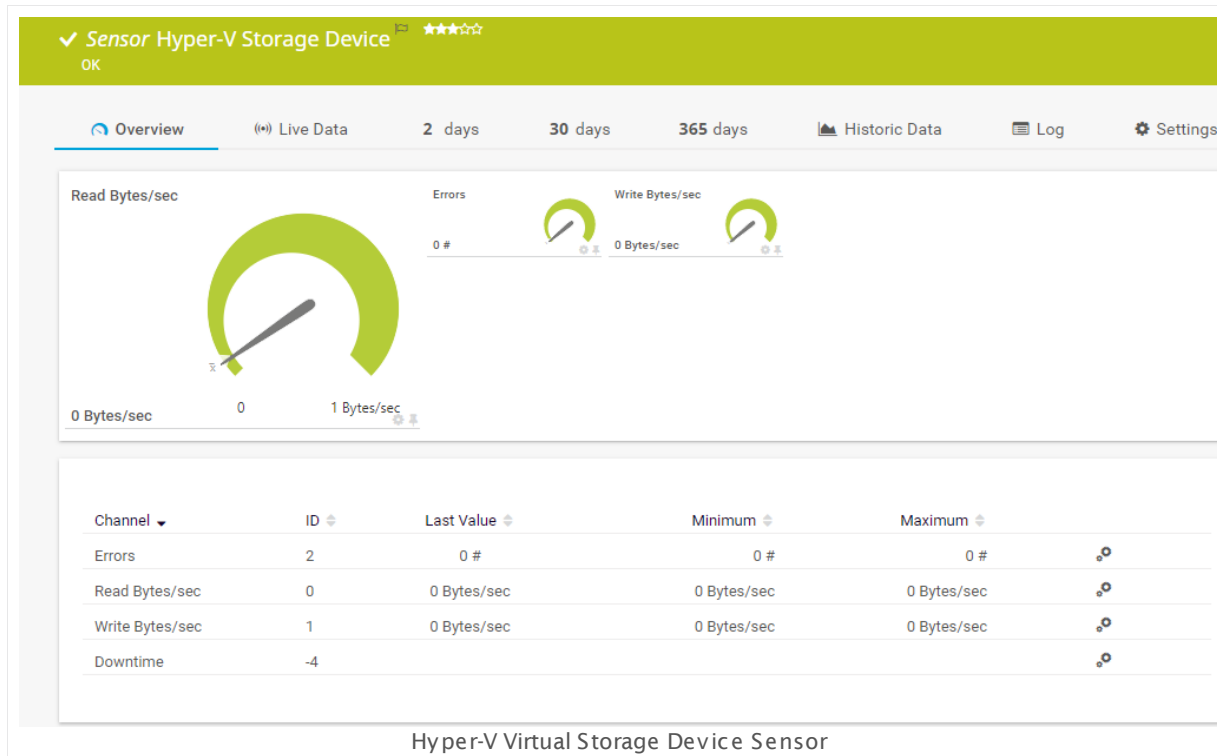 Sensor Hyper-V Storage Device
OK
Overview Live Data 2 days 30 days 365 days Historic Data Log Settings
Read Bytes/sec
0 Bytes/sec
0
1 Bytes/sec
x̄
Errors
0 #
Write Bytes/sec
0 Bytes/sec
Channel ID Last Value Minimum Maximum
Errors 2 0 # 0 # 0 #
Read Bytes/sec 0 0 Bytes/sec 0 Bytes/sec 0 Bytes/sec
Write Bytes/sec 1 0 Bytes/sec 0 Bytes/sec 0 Bytes/sec
Downtime -4
Hyper-V Virtual Storage Device Sensor